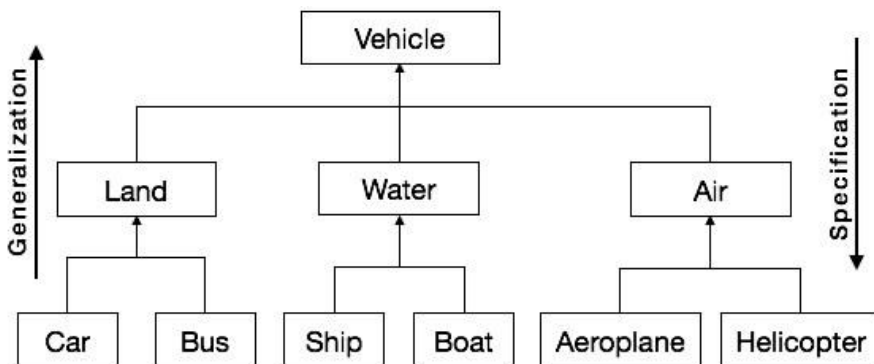 Vehicle
Generalization
Specification
Land
Water
Air
Car
Bus
Ship
Boat
Aeroplane
Helicopter